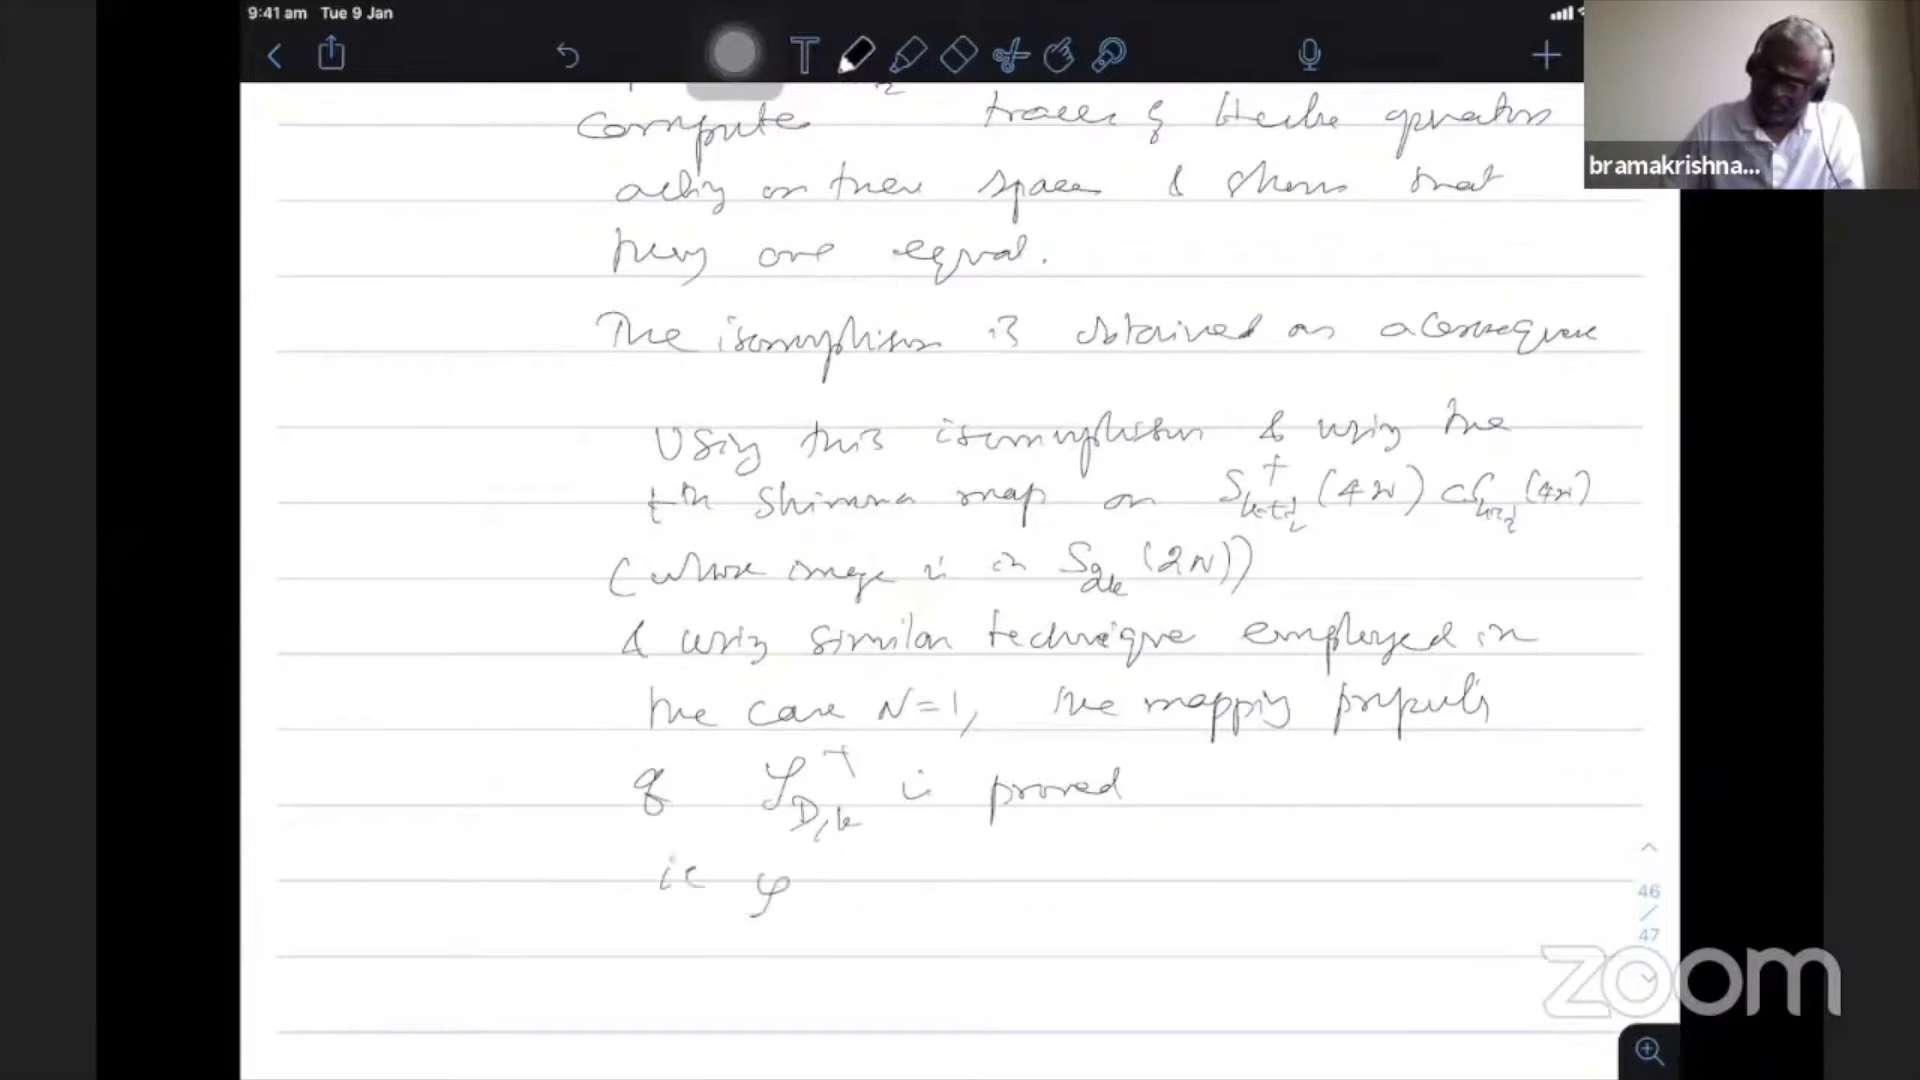 9:41 am Tue 9 Jan
bramakrishna...
compute traces of Hecke operators
acting on these spaces & shows that
they are equal.
The isomorphism is obtained as a consequence
Using this isomorphism & using the
t^th Shimura map on S^+_{k+1/2}(4N) ⊂ S_{k+1/2}(4N)
(whose image is in S_{2k}(2N))
& using similar technique employed in
the case N=1, the mapping property
of 𝒮^+_{D,k} is proved
ie φ
46
/
47
zoom